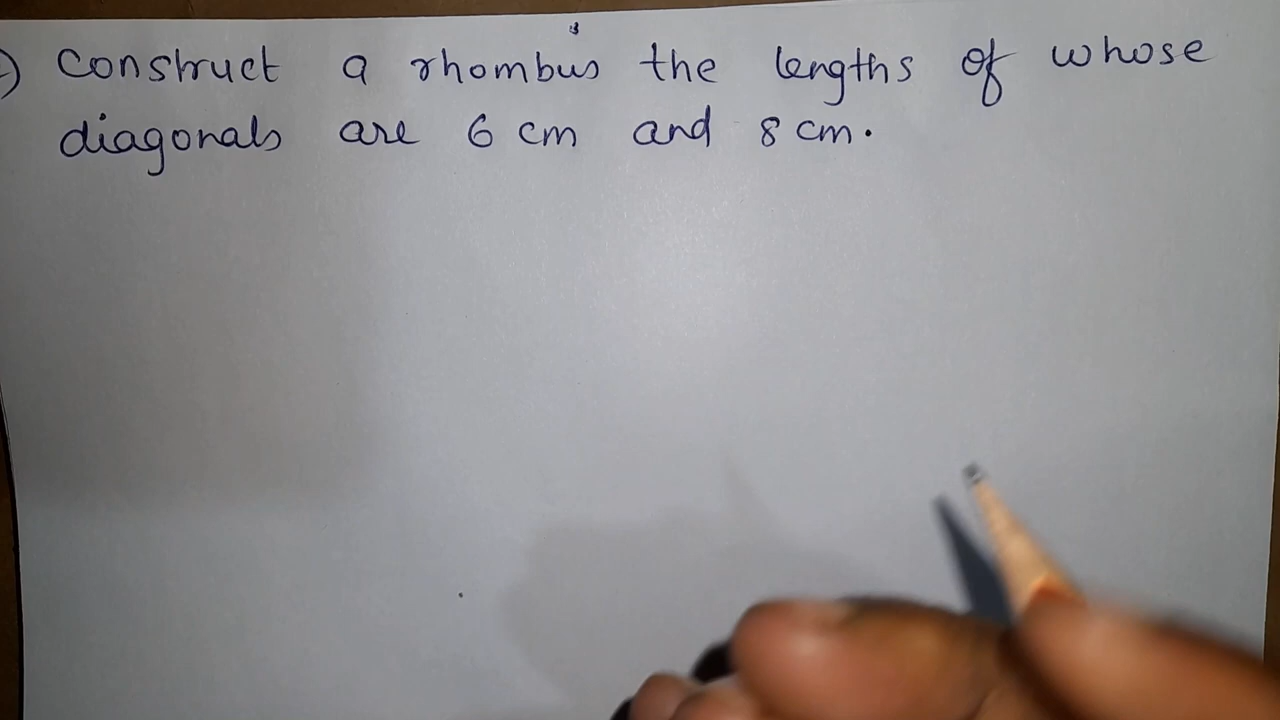 ) Construct a rhombus the lengths of whose
diagonals are 6 cm and 8 cm.